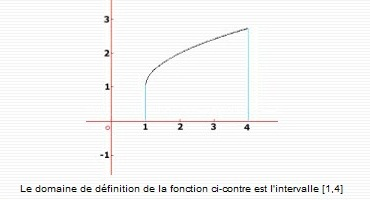 3
2
1
o 1 2 3 4
-1
Le domaine de définition de la fonction ci-contre est l'intervalle [1,4]